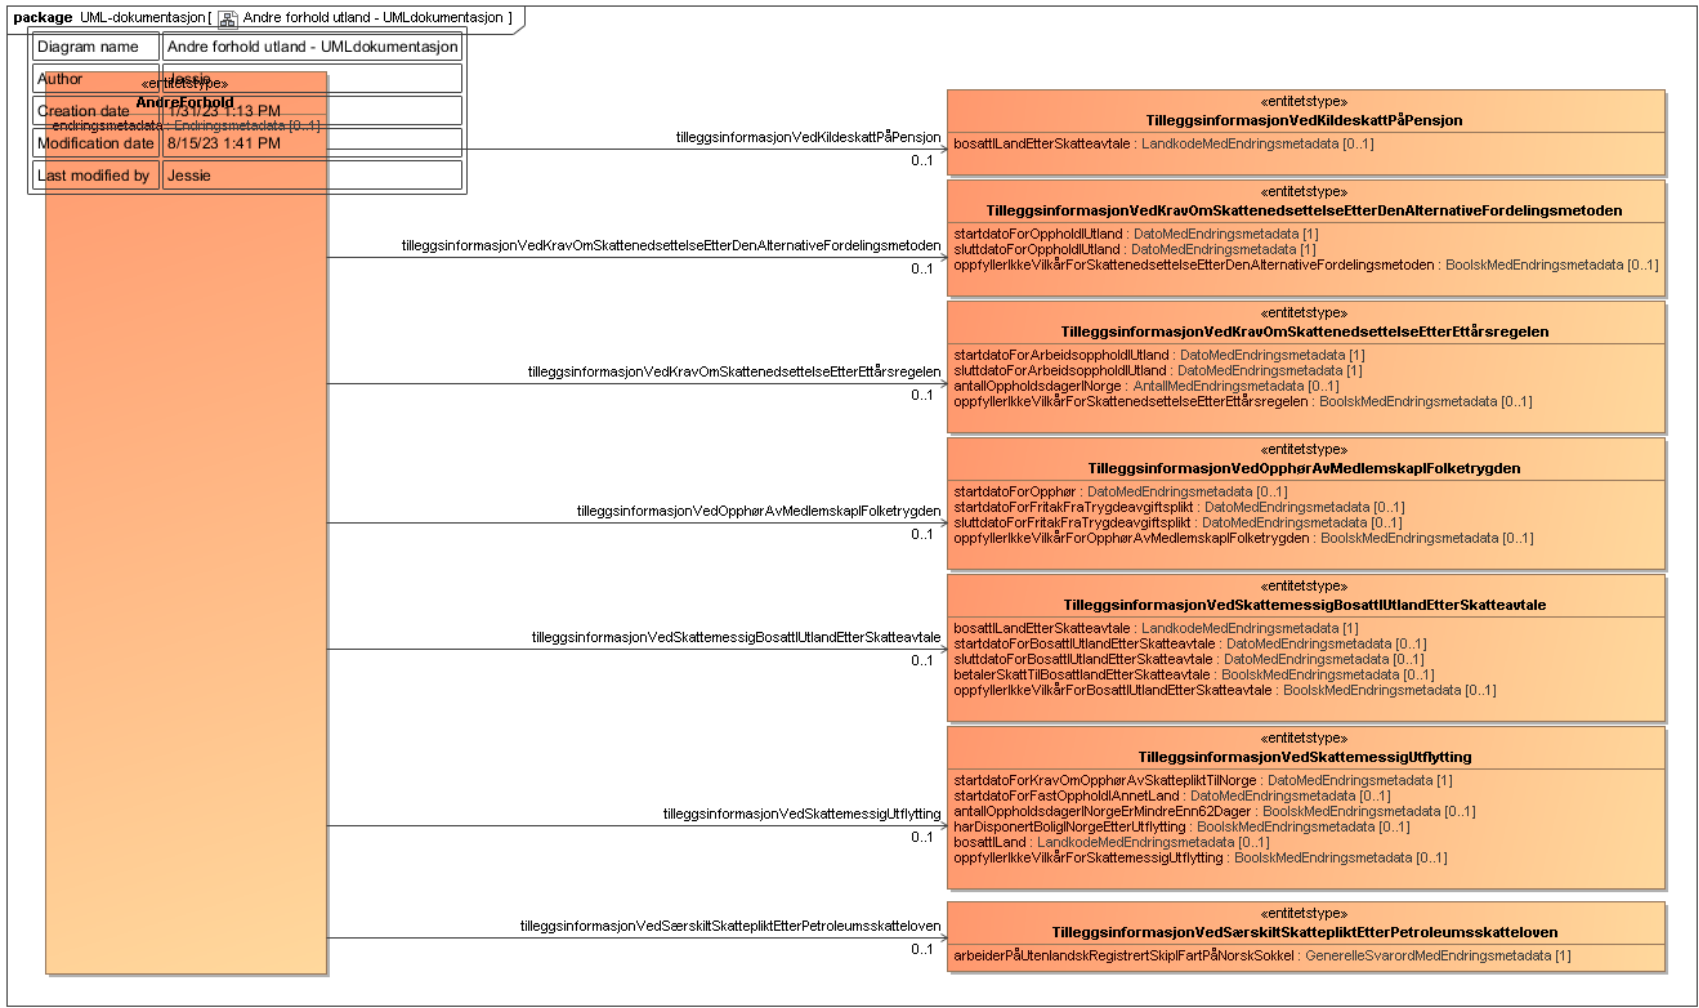 package UML-dokumentasjon [ Andre forhold utland - UMLdokumentasjon ]
Diagram name Andre forhold utland - UMLdokumentasjon
Author Jessie
«entitetstype»
AndreForhold
Creation date 1/31/23 1:13 PM
endringsmetadata : Endringsmetadata [0..1]
Modification date 8/15/23 1:41 PM
Last modified by Jessie
tilleggsinformasjonVedKildeskattPåPensjon
0..1
«entitetstype»
TilleggsinformasjonVedKildeskattPåPensjon
bosattILandEtterSkatteavtale : LandkodeMedEndringsmetadata [0..1]
tilleggsinformasjonVedKravOmSkattenedsettelseEtterDenAlternativeFordelingsmetoden
0..1
«entitetstype»
TilleggsinformasjonVedKravOmSkattenedsettelseEtterDenAlternativeFordelingsmetoden
startdatoForOppholdIUtland : DatoMedEndringsmetadata [1]
sluttdatoForOppholdIUtland : DatoMedEndringsmetadata [1]
oppfyllerIkkeVilkårForSkattenedsettelseEtterDenAlternativeFordelingsmetoden : BoolskMedEndringsmetadata [0..1]
tilleggsinformasjonVedKravOmSkattenedsettelseEtterEttårsregelen
0..1
«entitetstype»
TilleggsinformasjonVedKravOmSkattenedsettelseEtterEttårsregelen
startdatoForArbeidsoppholdIUtland : DatoMedEndringsmetadata [1]
sluttdatoForArbeidsoppholdIUtland : DatoMedEndringsmetadata [1]
antallOppholdsdagerINorge : AntallMedEndringsmetadata [0..1]
oppfyllerIkkeVilkårForSkattenedsettelseEtterEttårsregelen : BoolskMedEndringsmetadata [0..1]
tilleggsinformasjonVedOpphørAvMedlemskapIFolketrygden
0..1
«entitetstype»
TilleggsinformasjonVedOpphørAvMedlemskapIFolketrygden
startdatoForOpphør : DatoMedEndringsmetadata [0..1]
startdatoForFritakFraTrygdeavgiftsplikt : DatoMedEndringsmetadata [0..1]
sluttdatoForFritakFraTrygdeavgiftsplikt : DatoMedEndringsmetadata [0..1]
oppfyllerIkkeVilkårForOpphørAvMedlemskapIFolketrygden : BoolskMedEndringsmetadata [0..1]
tilleggsinformasjonVedSkattemessigBosattIUtlandEtterSkatteavtale
0..1
«entitetstype»
TilleggsinformasjonVedSkattemessigBosattIUtlandEtterSkatteavtale
bosattILandEtterSkatteavtale : LandkodeMedEndringsmetadata [1]
startdatoForBosattIUtlandEtterSkatteavtale : DatoMedEndringsmetadata [0..1]
sluttdatoForBosattIUtlandEtterSkatteavtale : DatoMedEndringsmetadata [0..1]
betalerSkattTilBosattlandEtterSkatteavtale : BoolskMedEndringsmetadata [0..1]
oppfyllerIkkeVilkårForBosattIUtlandEtterSkatteavtale : BoolskMedEndringsmetadata [0..1]
tilleggsinformasjonVedSkattemessigUtflytting
0..1
«entitetstype»
TilleggsinformasjonVedSkattemessigUtflytting
startdatoForKravOmOpphørAvSkattepliktTilNorge : DatoMedEndringsmetadata [1]
startdatoForFastOppholdIAnnetLand : DatoMedEndringsmetadata [0..1]
antallOppholdsdagerINorgeErMindreEnn62Dager : BoolskMedEndringsmetadata [0..1]
harDisponertBoligINorgeEtterUtflytting : BoolskMedEndringsmetadata [0..1]
bosattILand : LandkodeMedEndringsmetadata [0..1]
oppfyllerIkkeVilkårForSkattemessigUtflytting : BoolskMedEndringsmetadata [0..1]
tilleggsinformasjonVedSærskiltSkattepliktEtterPetroleumsskatteloven
0..1
«entitetstype»
TilleggsinformasjonVedSærskiltSkattepliktEtterPetroleumsskatteloven
arbeiderPåUtenlandskRegistrertSkipIFartPåNorskSokkel : GenerelleSvarordMedEndringsmetadata [1]